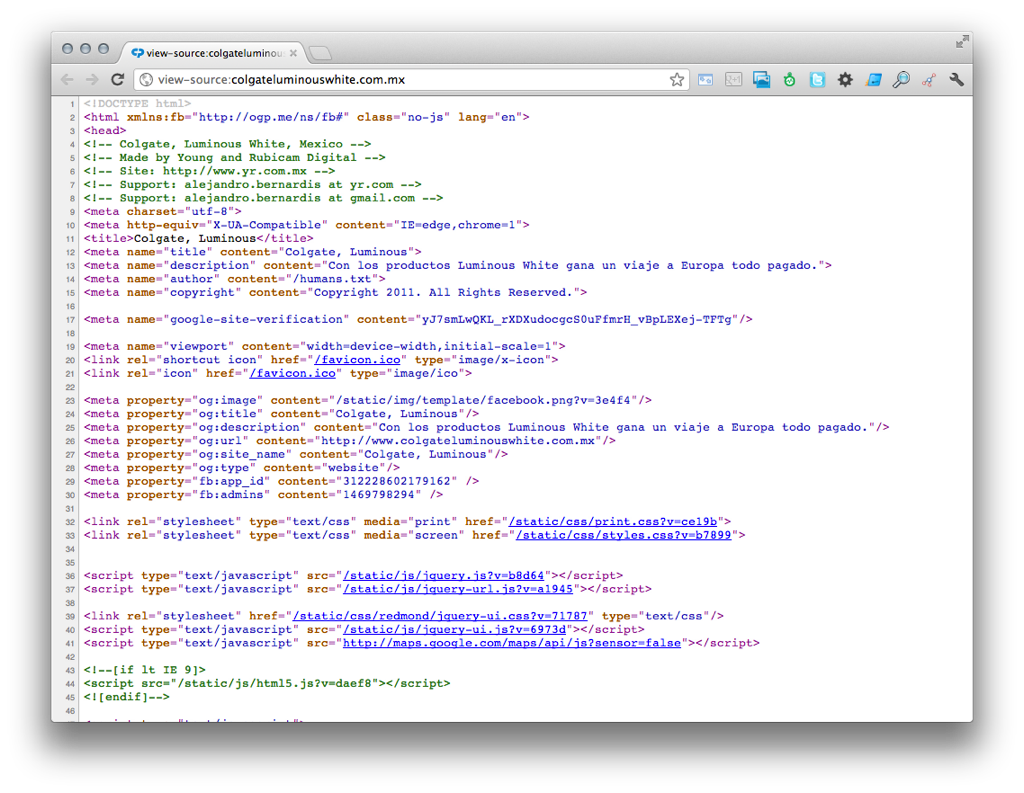 view-source:colgateluminou
view-source:colgateluminouswhite.com.mx
1 <!DOCTYPE html>
2 <html xmlns:fb="http://ogp.me/ns/fb#" class="no-js" lang="en">
3 <head>
4 <!-- Colgate, Luminous White, Mexico -->
5 <!-- Made by Young and Rubicam Digital -->
6 <!-- Site: http://www.yr.com.mx -->
7 <!-- Support: alejandro.bernardis at yr.com -->
8 <!-- Support: alejandro.bernardis at gmail.com -->
9 <meta charset="utf-8">
10 <meta http-equiv="X-UA-Compatible" content="IE=edge,chrome=1">
11 <title>Colgate, Luminous</title>
12 <meta name="title" content="Colgate, Luminous">
13 <meta name="description" content="Con los productos Luminous White gana un viaje a Europa todo pagado.">
14 <meta name="author" content="/humans.txt">
15 <meta name="copyright" content="Copyright 2011. All Rights Reserved.">
16
17 <meta name="google-site-verification" content="yJ7smLwQKL_rXDXudocgcS0uFfmrH_vBpLEXej-TFTg"/>
18
19 <meta name="viewport" content="width=device-width,initial-scale=1">
20 <link rel="shortcut icon" href="/favicon.ico" type="image/x-icon">
21 <link rel="icon" href="/favicon.ico" type="image/ico">
22
23 <meta property="og:image" content="/static/img/template/facebook.png?v=3e4f4"/>
24 <meta property="og:title" content="Colgate, Luminous"/>
25 <meta property="og:description" content="Con los productos Luminous White gana un viaje a Europa todo pagado."/>
26 <meta property="og:url" content="http://www.colgateluminouswhite.com.mx"/>
27 <meta property="og:site_name" content="Colgate, Luminous"/>
28 <meta property="og:type" content="website"/>
29 <meta property="fb:app_id" content="312228602179162" />
30 <meta property="fb:admins" content="1469798294" />
31
32 <link rel="stylesheet" type="text/css" media="print" href="/static/css/print.css?v=ce19b">
33 <link rel="stylesheet" type="text/css" media="screen" href="/static/css/styles.css?v=b7899">
34
35
36 <script type="text/javascript" src="/static/js/jquery.js?v=b8d64"></script>
37 <script type="text/javascript" src="/static/js/jquery-url.js?v=a1945"></script>
38
39 <link rel="stylesheet" href="/static/css/redmond/jquery-ui.css?v=71787" type="text/css"/>
40 <script type="text/javascript" src="/static/js/jquery-ui.js?v=6973d"></script>
41 <script type="text/javascript" src="http://maps.google.com/maps/api/js?sensor=false"></script>
42
43 <!--[if lt IE 9]>
44 <script src="/static/js/html5.js?v=daef8"></script>
45 <![endif]-->
46